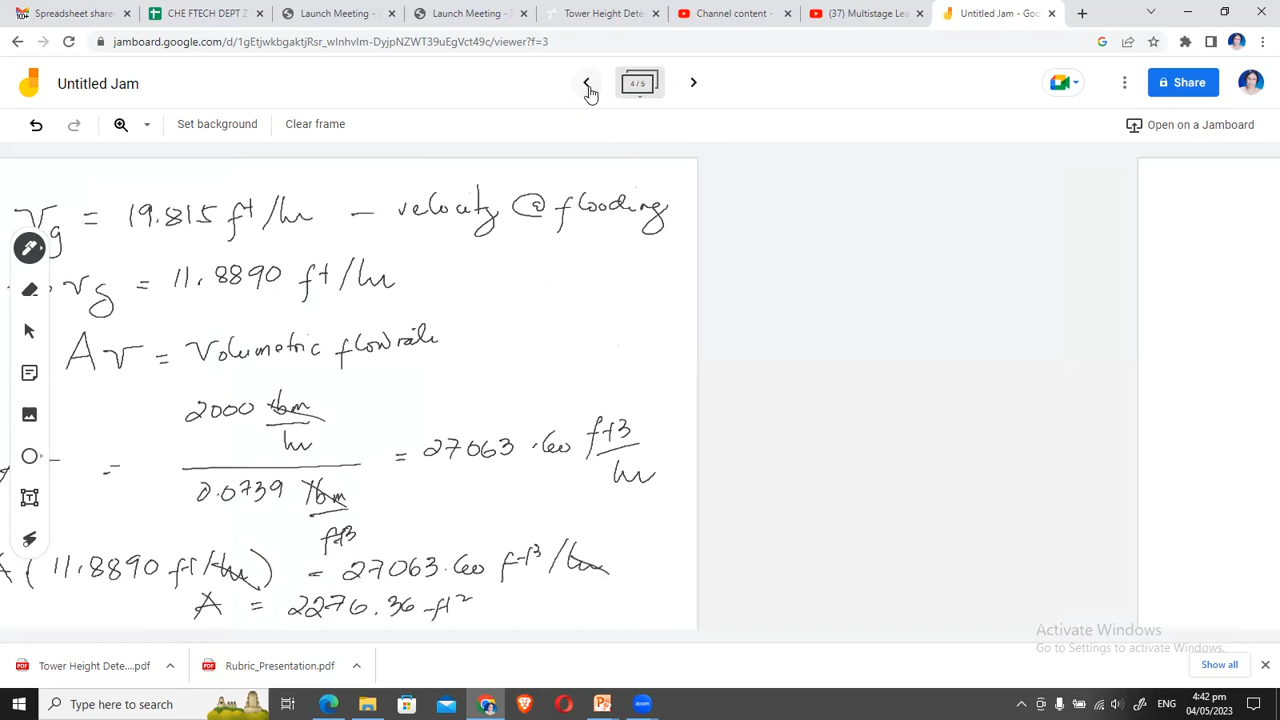 Spreadsheet share
CHE FTECH DEPT
Launch Meeting -
Launch Meeting -
Tower Height Dete
Channel content -
(37) Multistage Le
Untitled Jam - Goo
jamboard.google.com/d/1gEtjwkbgaktjRsr_wlnhvlm-DyjpNZWT39uEgVct49c/viewer?f=3
Untitled Jam
4/5
Share
Set background
Clear frame
Open on a Jamboard
Vg = 19.815 ft/hr - velocity @ flooding
vg = 11.8890 ft/hr
Av = Volumetric flowrate
2000 lbm/hr
= = 27063.60 ft3/hr
0.0739 lbm/ft3
A(11.8890 ft/hr) = 27063.60 ft3/hr
A = 2276.36 ft2
Activate Windows
Go to Settings to activate Windows.
Tower Height Dete....pdf
Rubric_Presentation.pdf
Show all
Type here to search
4:42 pm
04/05/2023